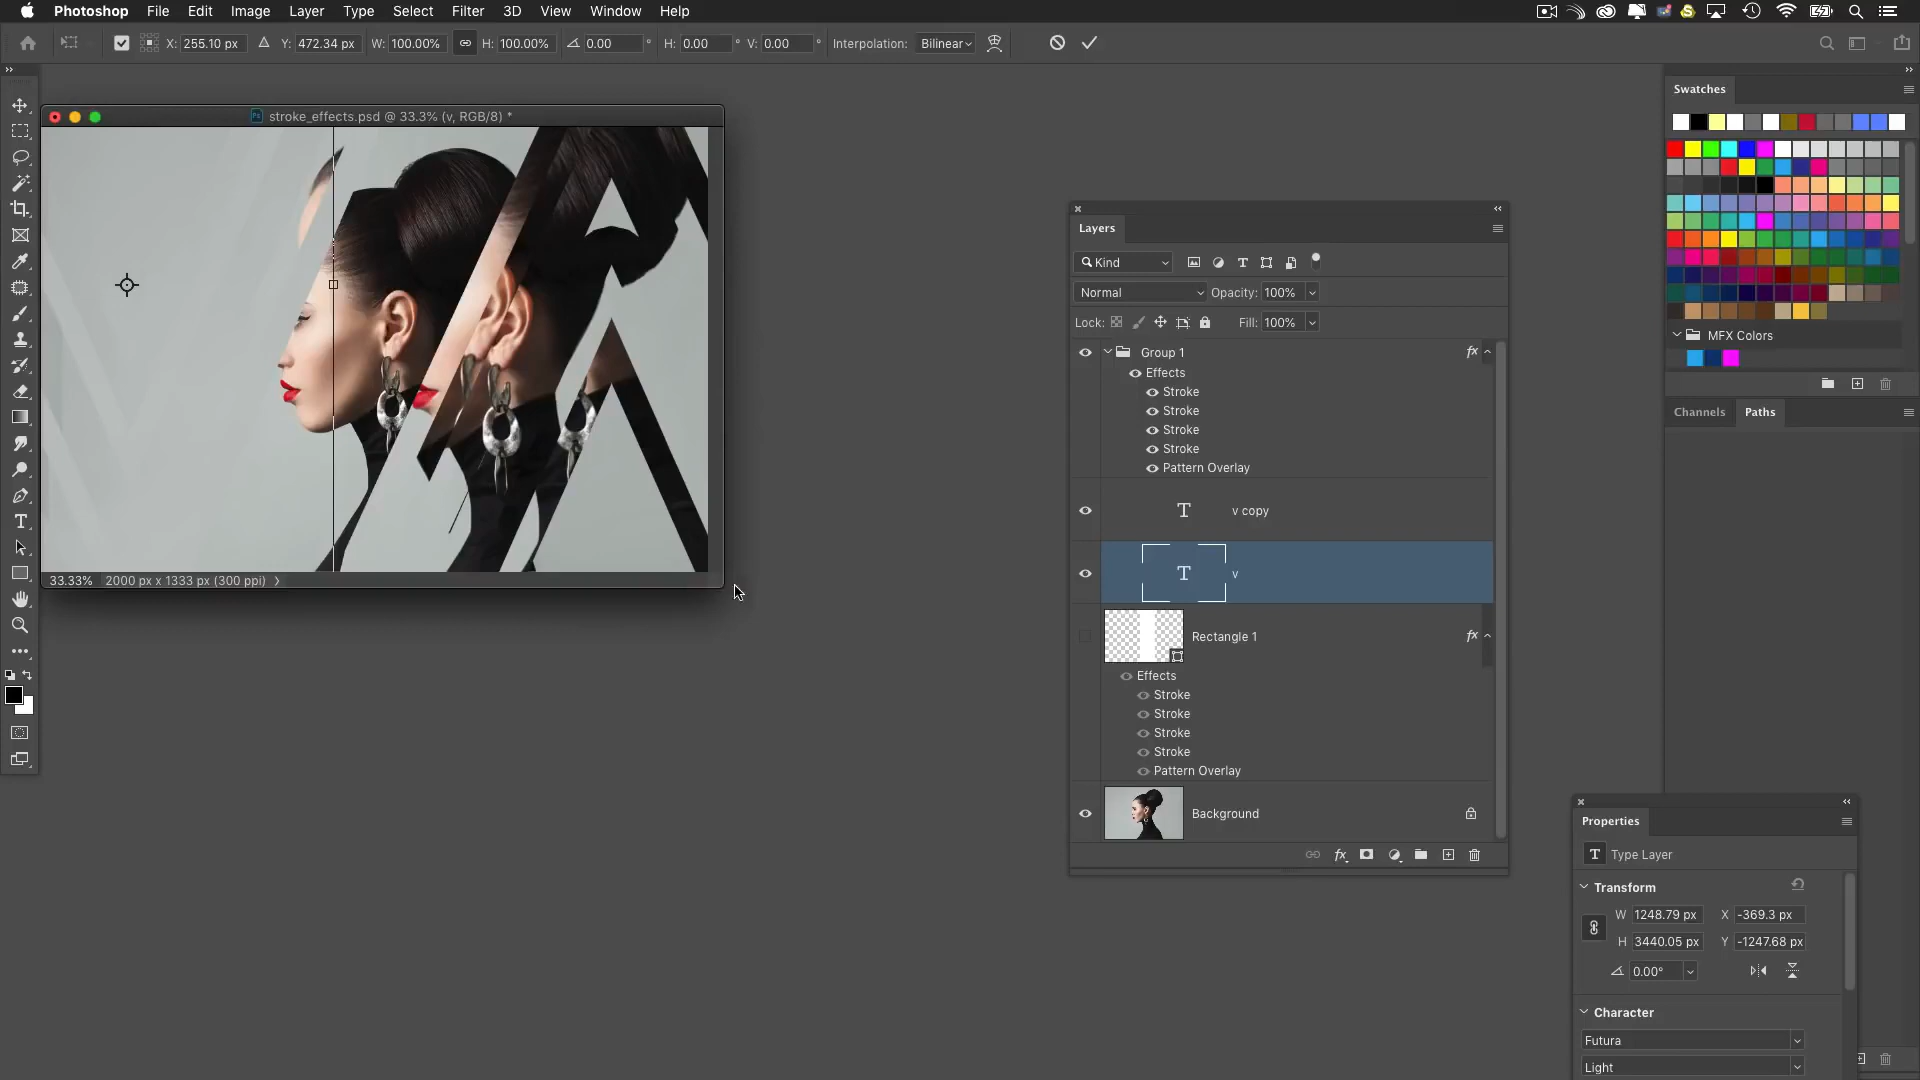 Photoshop File Edit Image Layer Type Select Filter 3D View Window Help
X: 255.10 px Y: 472.34 px W: 100.00% H: 100.00% 0.00 ° H: 0.00 ° V: 0.00 ° Interpolation: Bilinear
Swatches
stroke_effects.psd @ 33.3% (v, RGB/8) *
33.33% 2000 px x 1333 px (300 ppi)
Layers
Kind
Normal Opacity: 100%
Lock: Fill: 100%
Group 1 fx
Effects
Stroke
Stroke
Stroke
Stroke
Pattern Overlay
T v copy
T v
Rectangle 1 fx
Effects
Stroke
Stroke
Stroke
Stroke
Pattern Overlay
Background
fx
MFX Colors
Channels Paths
Properties
T Type Layer
Transform
W 1248.79 px X -369.3 px
H 3440.05 px Y -1247.68 px
0.00°
Character
Futura
Light